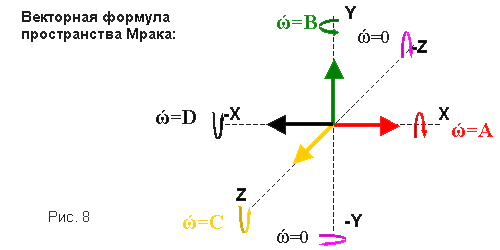 Векторная формула
пространства Мрака:
Y
ώ=B
ώ=0
-Z
ώ=D
-X
X
ώ=A
Z
ώ=C
-Y
ώ=0
Рис. 8